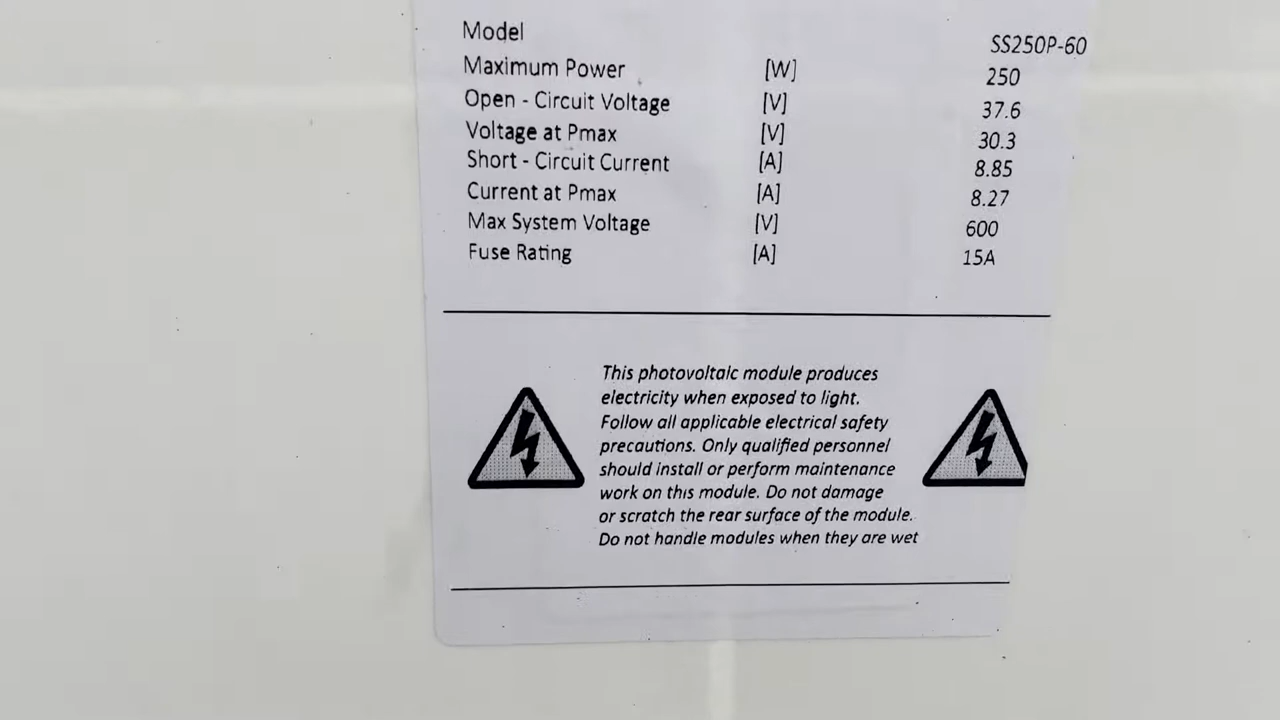 Model SS250P-60
Maximum Power [W] 250
Open - Circuit Voltage [V] 37.6
Voltage at Pmax [V] 30.3
Short - Circuit Current [A] 8.85
Current at Pmax [A] 8.27
Max System Voltage [V] 600
Fuse Rating [A] 15A
This photovoltalc module produces
electricity when exposed to light.
Follow all applicable electrical safety
precautions. Only qualified personnel
should install or perform maintenance
work on this module. Do not damage
or scratch the rear surface of the module.
Do not handle modules when they are wet